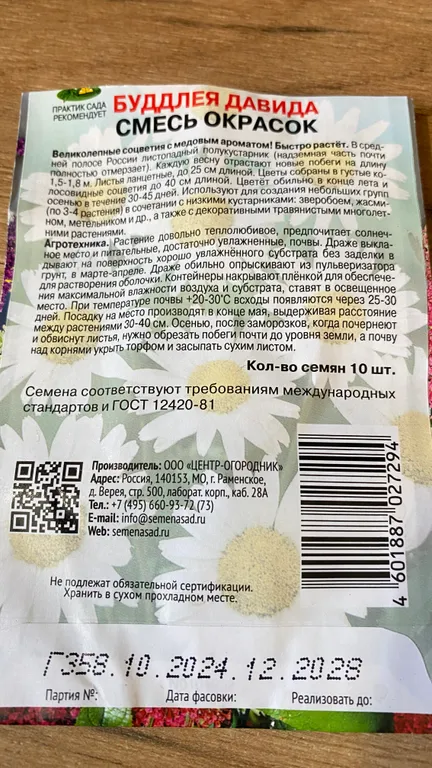 ПРАКТИК САДА
РЕКОМЕНДУЕТ
БУДДЛЕЯ ДАВИДА
СМЕСЬ ОКРАСОК
Великолепные соцветия с медовым ароматом! Быстро растёт. В сред-
ней полосе России листопадный полукустарник (надземная часть почти
полностью отмерзает). Каждую весну отрастают новые побеги на длину
1,5-1,8 м. Листья ланцетные, до 25 см длиной. Цветы собраны в густые ко-
лосовидные соцветия до 40 см длиной. Цветёт обильно в конце лета и
осенью в течение 30-45 дней. Используют для создания небольших групп
(по 3-4 растения) в сочетании с низкими кустарниками: зверобоем, жасми-
ном, метельником и др., а также с декоративными травянистыми многолет-
ними растениями.
Агротехника. Растение довольно теплолюбивое, предпочитает солнеч-
ное место и питательные, достаточно увлажненные, почвы. Драже выкла-
дывают на поверхность хорошо увлажнённого субстрата без заделки в
грунт, в марте-апреле. Драже обильно опрыскивают из пульверизатора
для растворения оболочки. Контейнеры накрывают плёнкой для обеспече-
ния максимальной влажности воздуха и субстрата, ставят в освещенное
место. При температуре почвы +20-30°С всходы появляются через 25-30
дней. Посадку на место производят в конце мая, выдерживая расстояние
между растениями 30-40 см. Осенью, после заморозков, когда почернеют
и обвиснут листья, нужно обрезать побеги почти до уровня земли, а почву
над корнями укрыть торфом и засыпать сухим листом.
Кол-во семян 10 шт.
Семена соответствуют требованиям международных
стандартов и ГОСТ 12420-81
Производитель: ООО «ЦЕНТР-ОГОРОДНИК»
Адрес: Россия, 140153, МО, г. Раменское,
д. Верея, стр. 500, лаборат. корп., каб. 28А
Тел.: +7 (495) 660-93-72 (73)
E-mail: info@semenasad.ru
Web: semenasad.ru
4 601887 027294
Не подлежат обязательной сертификации.
Хранить в сухом прохладном месте.
Г358.10.2024.12.2028
Партия №: Дата фасовки: Реализовать до: